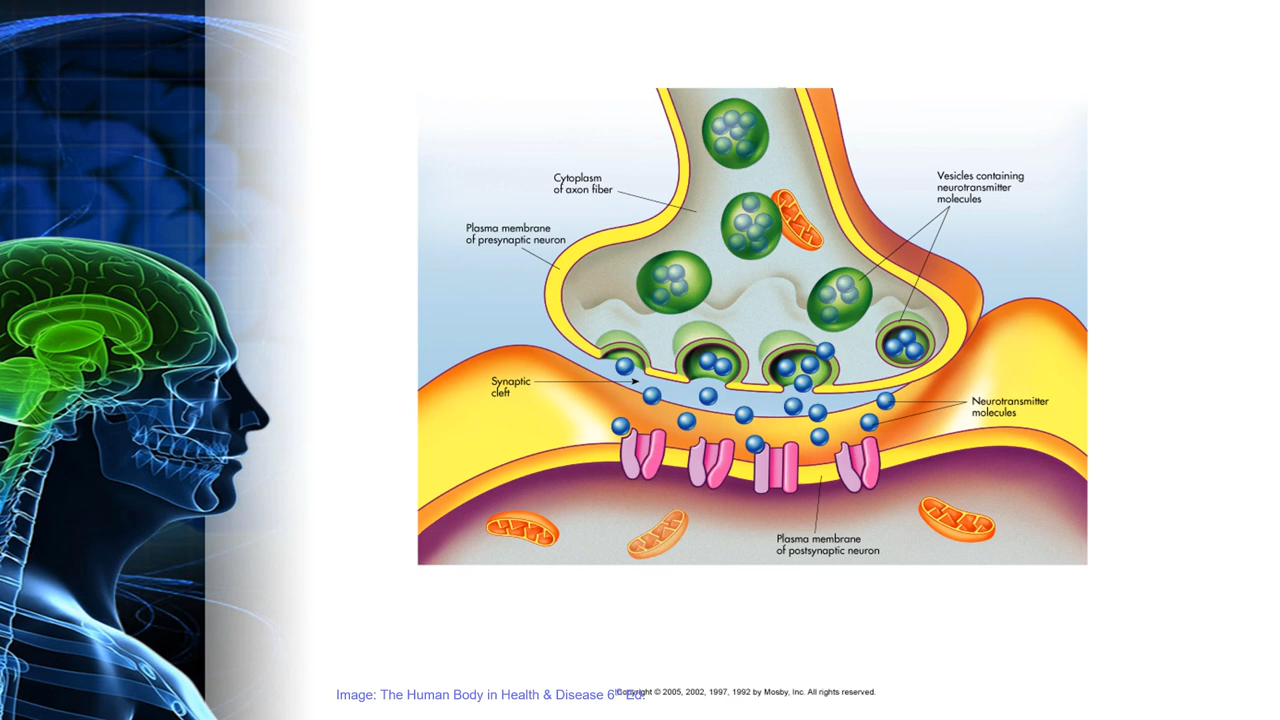 Cytoplasm
of axon fiber
Vesicles containing
neurotransmitter
molecules
Plasma membrane
of presynaptic neuron
Synaptic
cleft
Neurotransmitter
molecules
Plasma membrane
of postsynaptic neuron
Image: The Human Body in Health & Disease 6th Ed.
Copyright © 2005, 2002, 1997, 1992 by Mosby, Inc. All rights reserved.